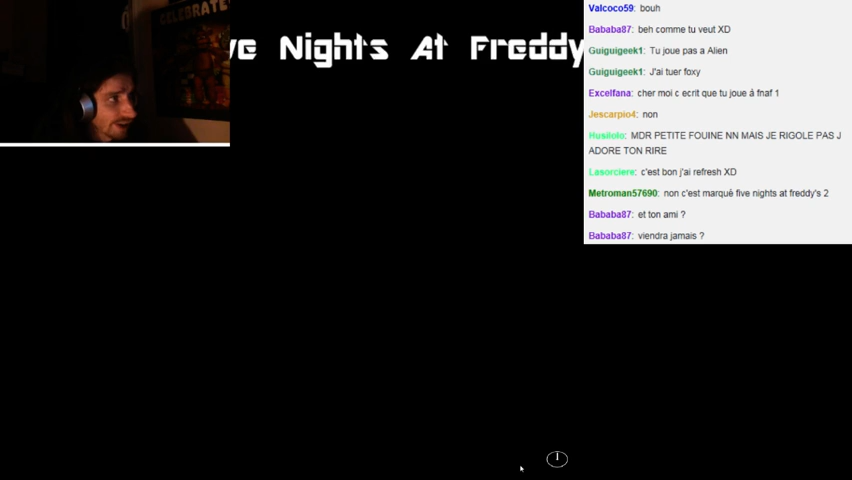 CELEBRATE
ve Nights At Freddy
Valcoco59: bouh
Bababa87: beh comme tu veut XD
Guiguigeek1: Tu joue pas a Alien
Guiguigeek1: J'ai tuer foxy
Excelfana: cher moi c ecrit que tu joue à fnaf 1
Jescarpio4: non
Husilolo: MDR PETITE FOUINE NN MAIS JE RIGOLE PAS J
ADORE TON RIRE
Lasorciere: c'est bon j'ai refresh XD
Metroman57690: non c'est marqué five nights at freddy's 2
Bababa87: et ton ami ?
Bababa87: viendra jamais ?